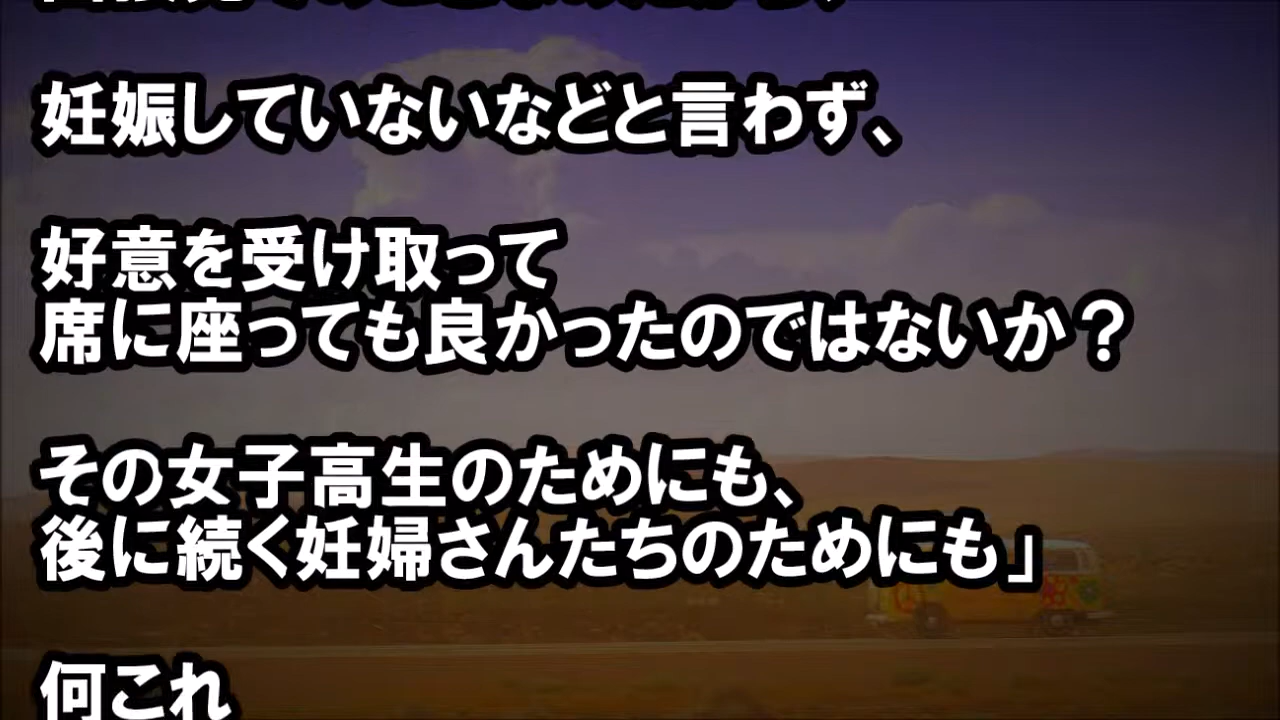 妊娠していないなどと言わず、
好意を受け取って
席に座っても良かったのではないか？
その女子高生のためにも、
後に続く妊婦さんたちのためにも」
何これ